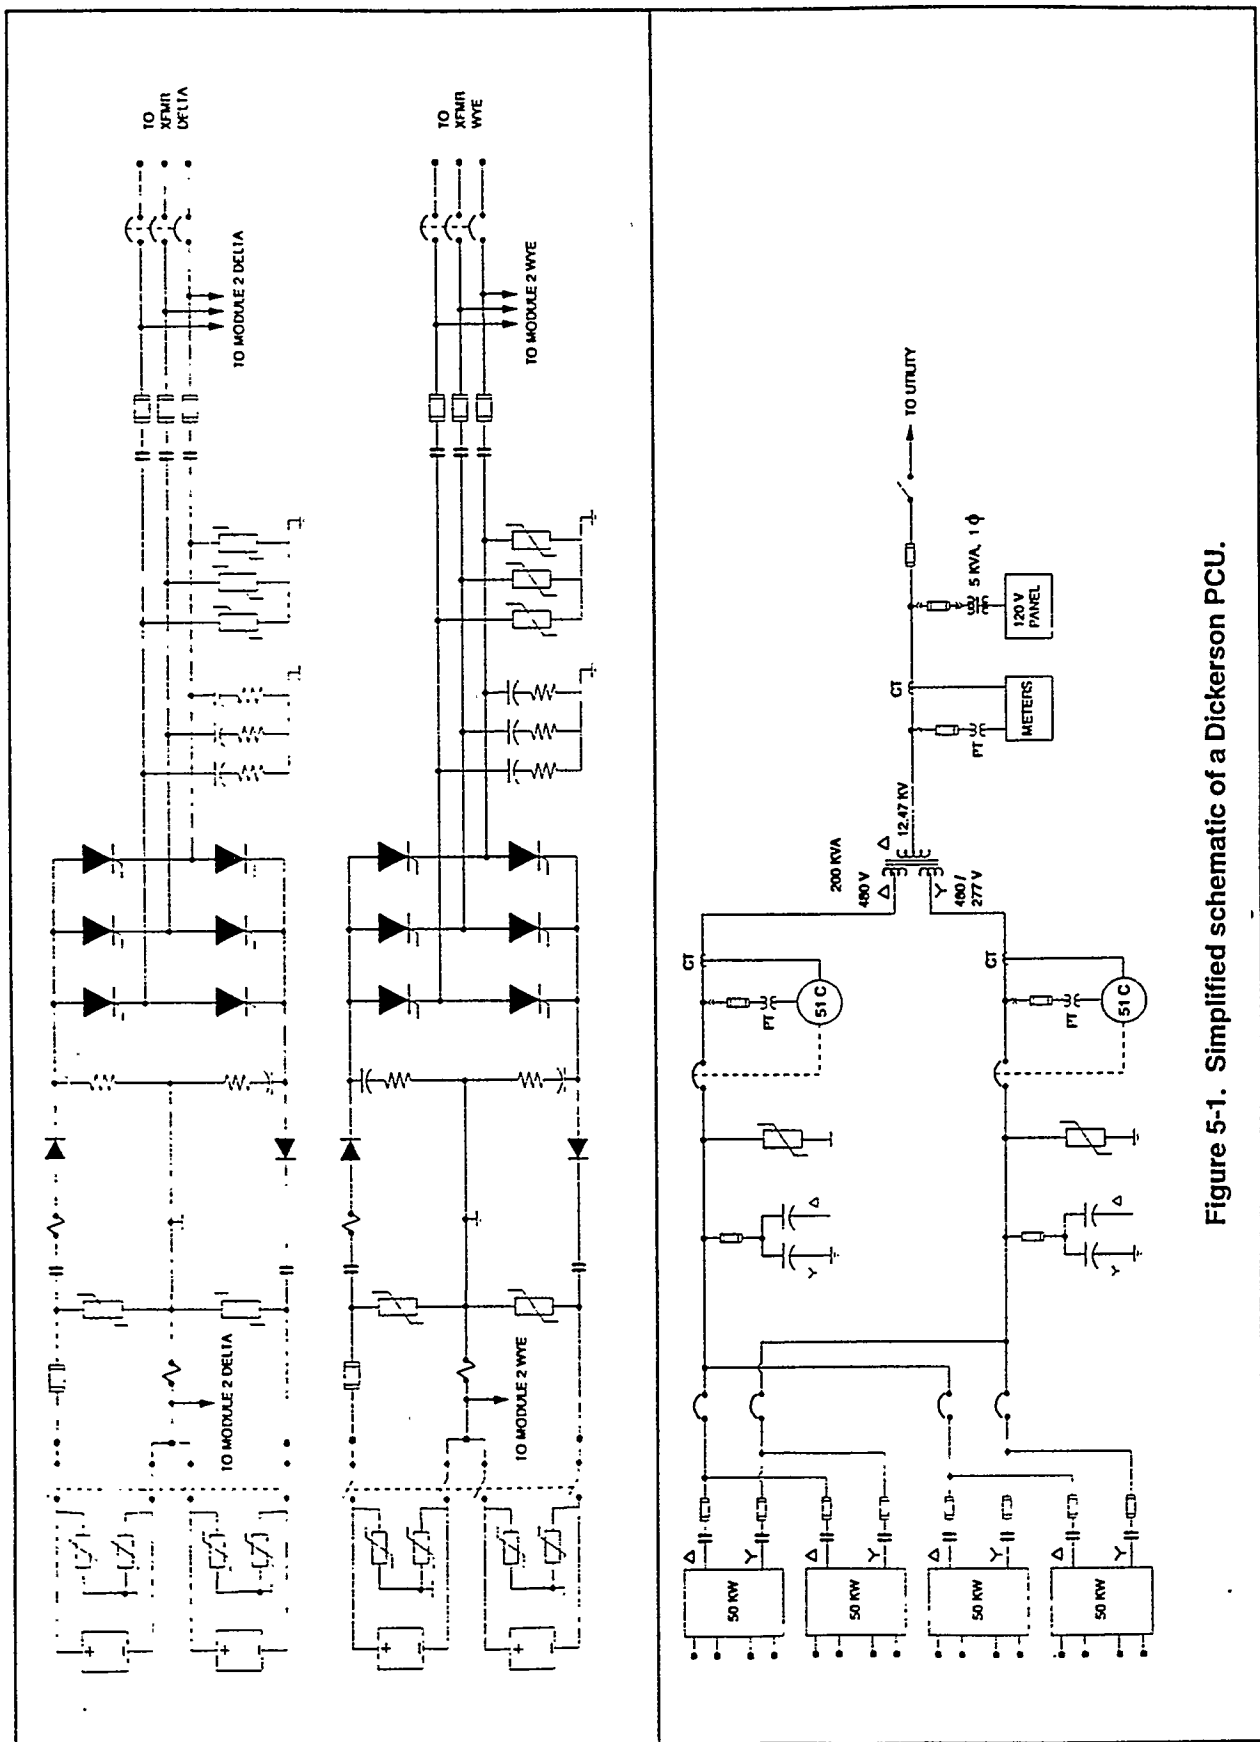 TO
XFMR
DELTA
TO MODULE 2 DELTA
TO MODULE 2 DELTA
+
+
TO
XFMR
WYE
TO MODULE 2 WYE
TO MODULE 2 WYE
+
+
50 KW
50 KW
50 KW
50 KW
Δ
Y
Δ
Y
Δ
Y
Δ
Y
Y
Δ
Y
Δ
PT
CT
51 C
PT
CT
51 C
200 KVA
480 V
Δ
Y
480 /
277 V
Δ
12.47 KV
PT
CT
METERS
5 KVA, 1 Φ
120 V
PANEL
TO UTILITY
Figure 5-1. Simplified schematic of a Dickerson PCU.